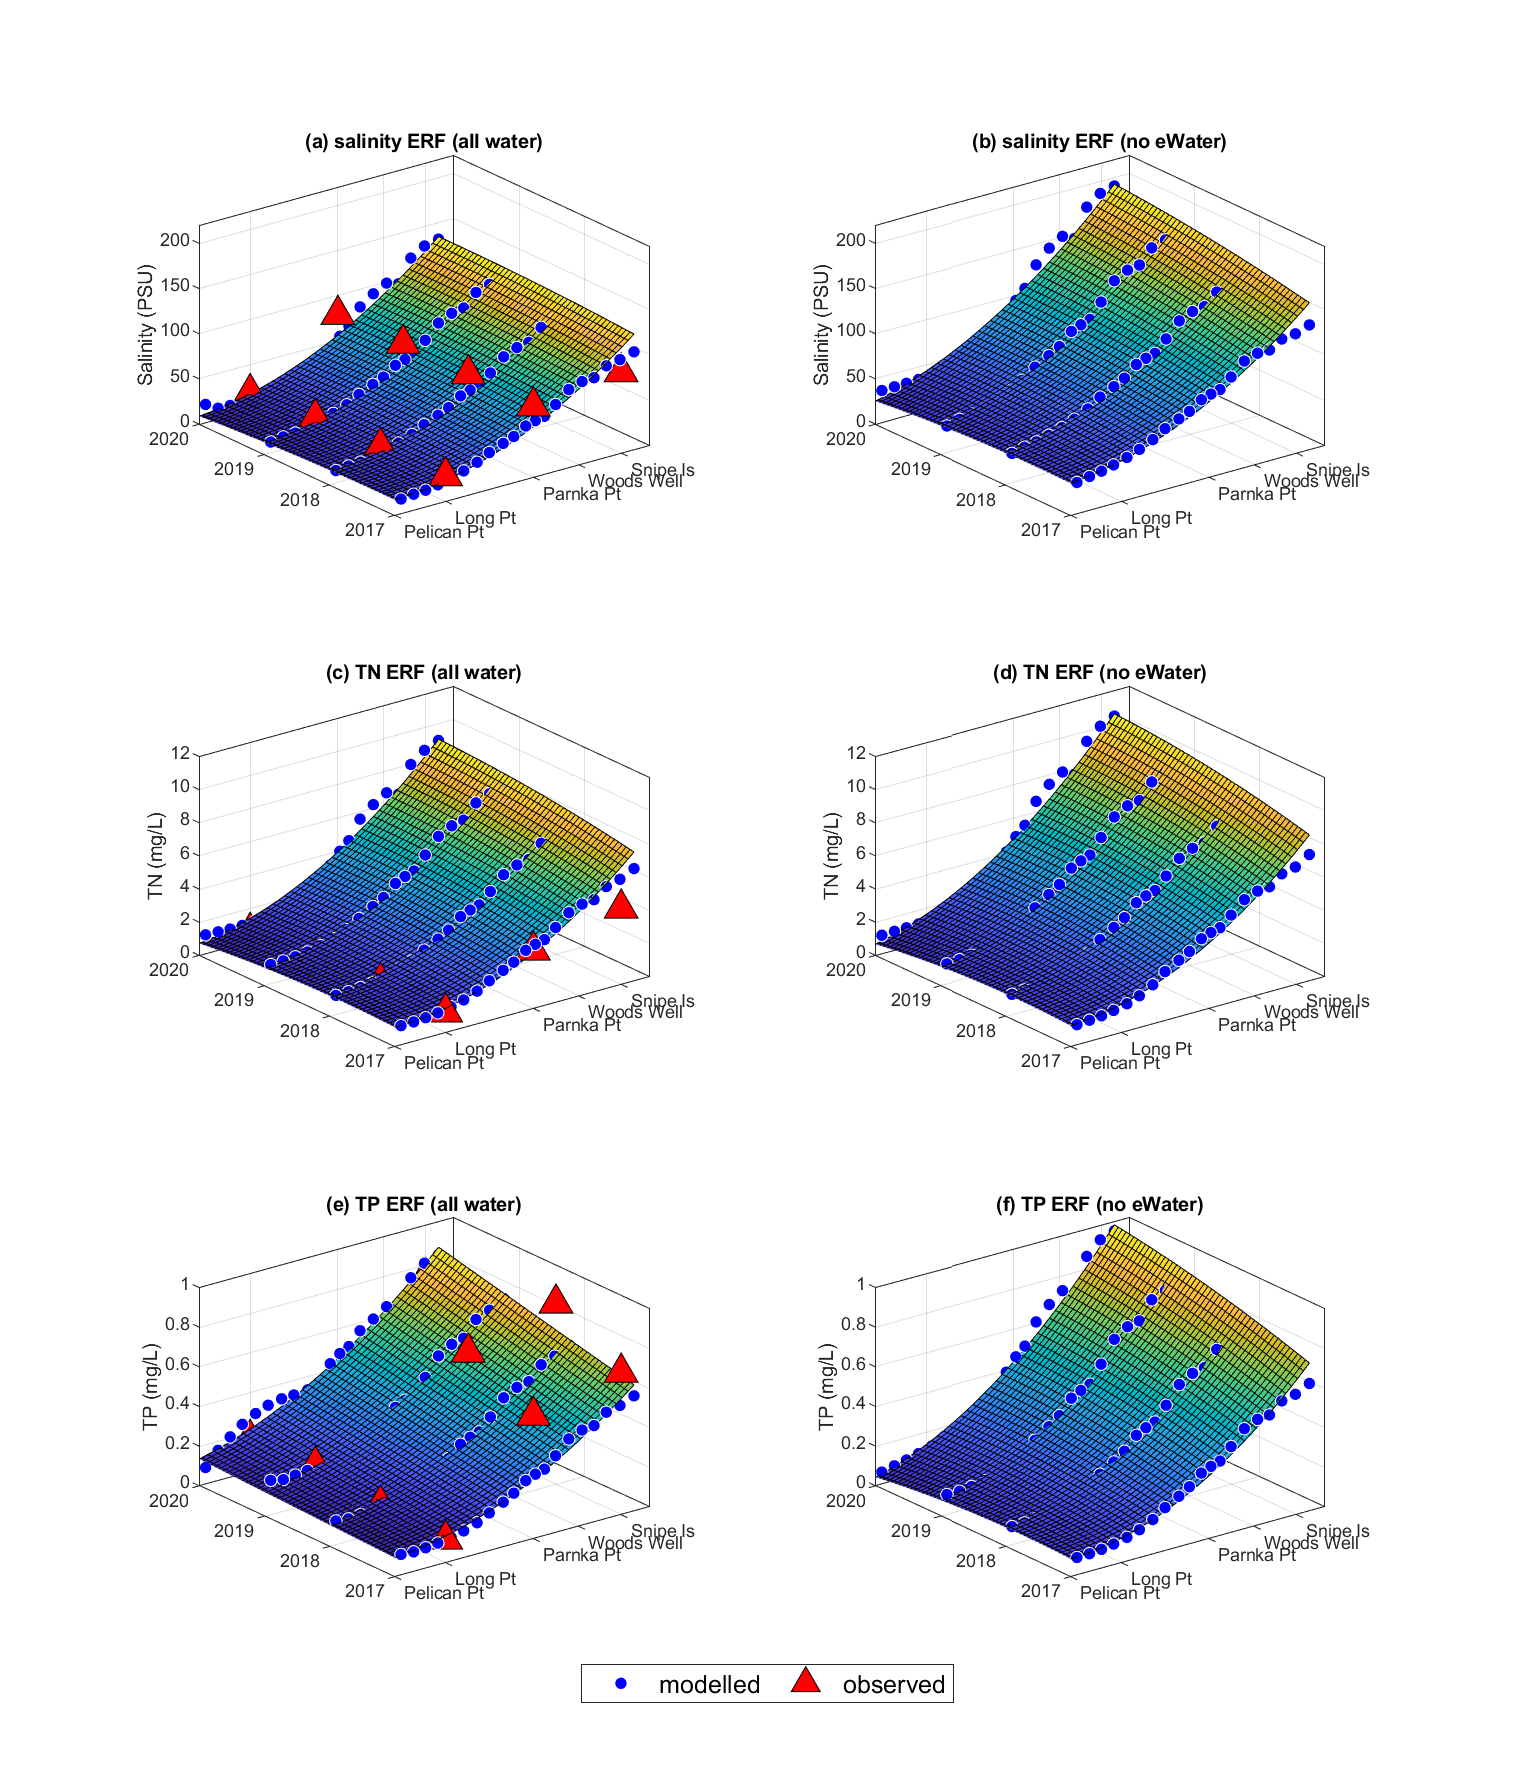 (a) salinity ERF (all water)
Salinity (PSU)
200
150
100
50
0
2020
2019
2018
2017
Pelican Pt
Long Pt
Parnka Pt
Woods Well
Snipe Is
(b) salinity ERF (no eWater)
Salinity (PSU)
200
150
100
50
0
2020
2019
2018
2017
Pelican Pt
Long Pt
Parnka Pt
Woods Well
Snipe Is
(c) TN ERF (all water)
TN (mg/L)
12
10
8
6
4
2
0
2020
2019
2018
2017
Pelican Pt
Long Pt
Parnka Pt
Woods Well
Snipe Is
(d) TN ERF (no eWater)
TN (mg/L)
12
10
8
6
4
2
0
2020
2019
2018
2017
Pelican Pt
Long Pt
Parnka Pt
Woods Well
Snipe Is
(e) TP ERF (all water)
TP (mg/L)
1
0.8
0.6
0.4
0.2
0
2020
2019
2018
2017
Pelican Pt
Long Pt
Parnka Pt
Woods Well
Snipe Is
(f) TP ERF (no eWater)
TP (mg/L)
1
0.8
0.6
0.4
0.2
0
2020
2019
2018
2017
Pelican Pt
Long Pt
Parnka Pt
Woods Well
Snipe Is
modelled
observed